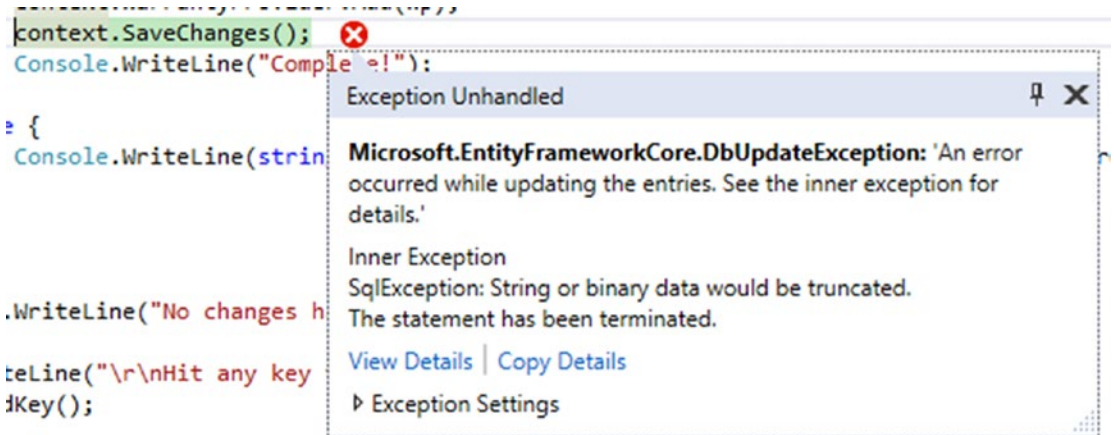 context.SaveChanges();
Console.WriteLine("Comple e!");
Exception Unhandled
e {
Console.WriteLine(strin
Microsoft.EntityFrameworkCore.DbUpdateException: 'An error
occurred while updating the entries. See the inner exception for
details.'
Inner Exception
SqlException: String or binary data would be truncated.
.WriteLine("No changes h
The statement has been terminated.
teLine("\r\nHit any key
View Details | Copy Details
dKey();
Exception Settings